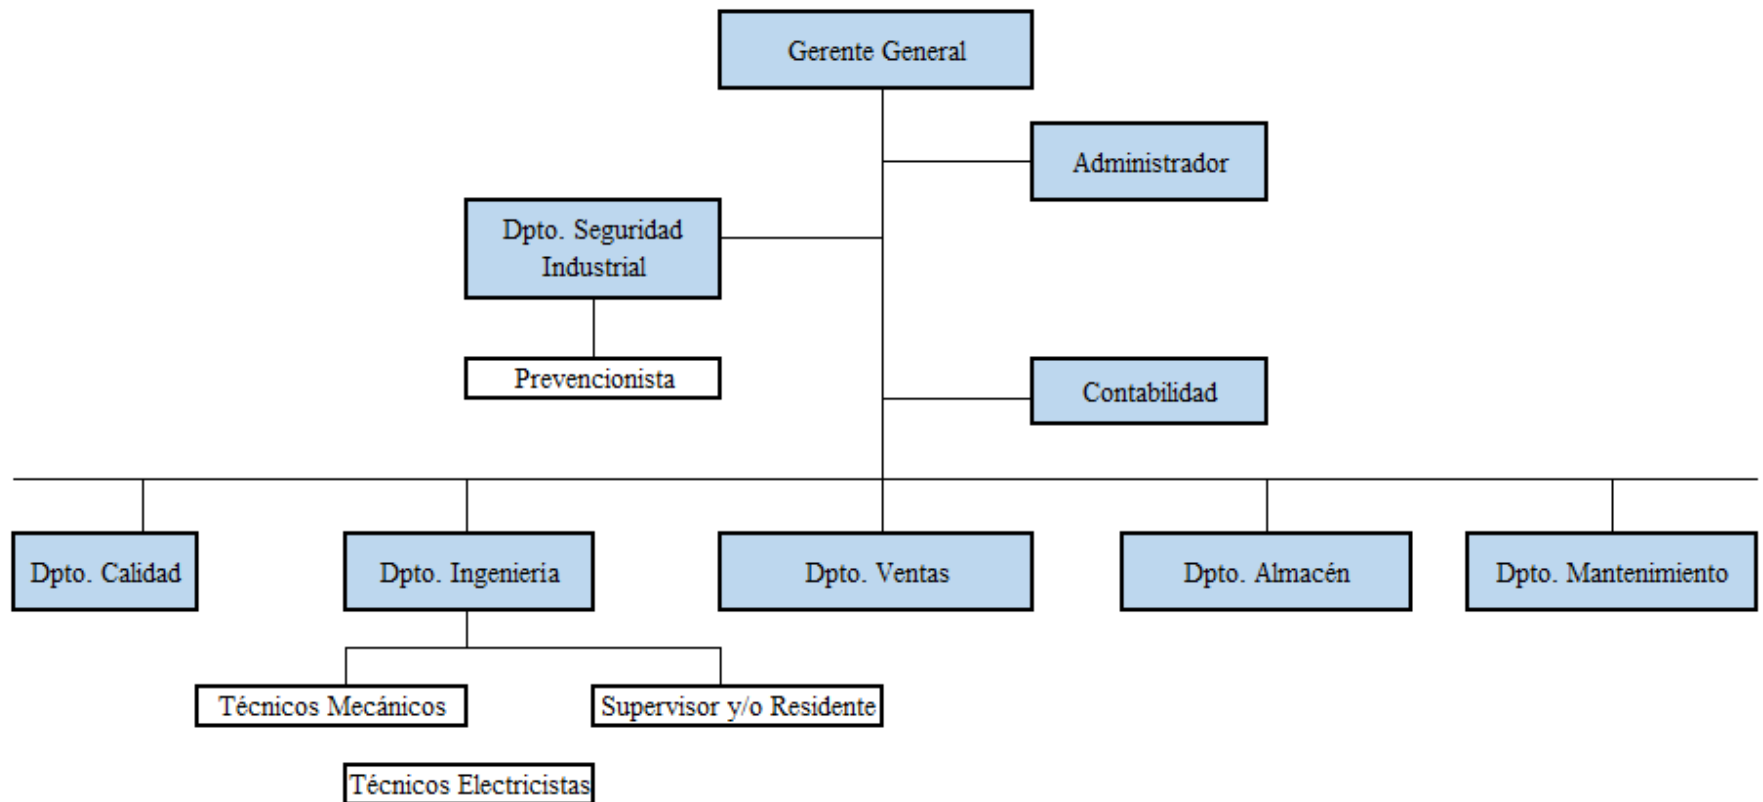 Gerente General
Administrador
Dpto. Seguridad
Industrial
Prevencionista
Contabilidad
Dpto. Calidad
Dpto. Ingeniería
Dpto. Ventas
Dpto. Almacén
Dpto. Mantenimiento
Técnicos Mecánicos
Supervisor y/o Residente
Técnicos Electricistas